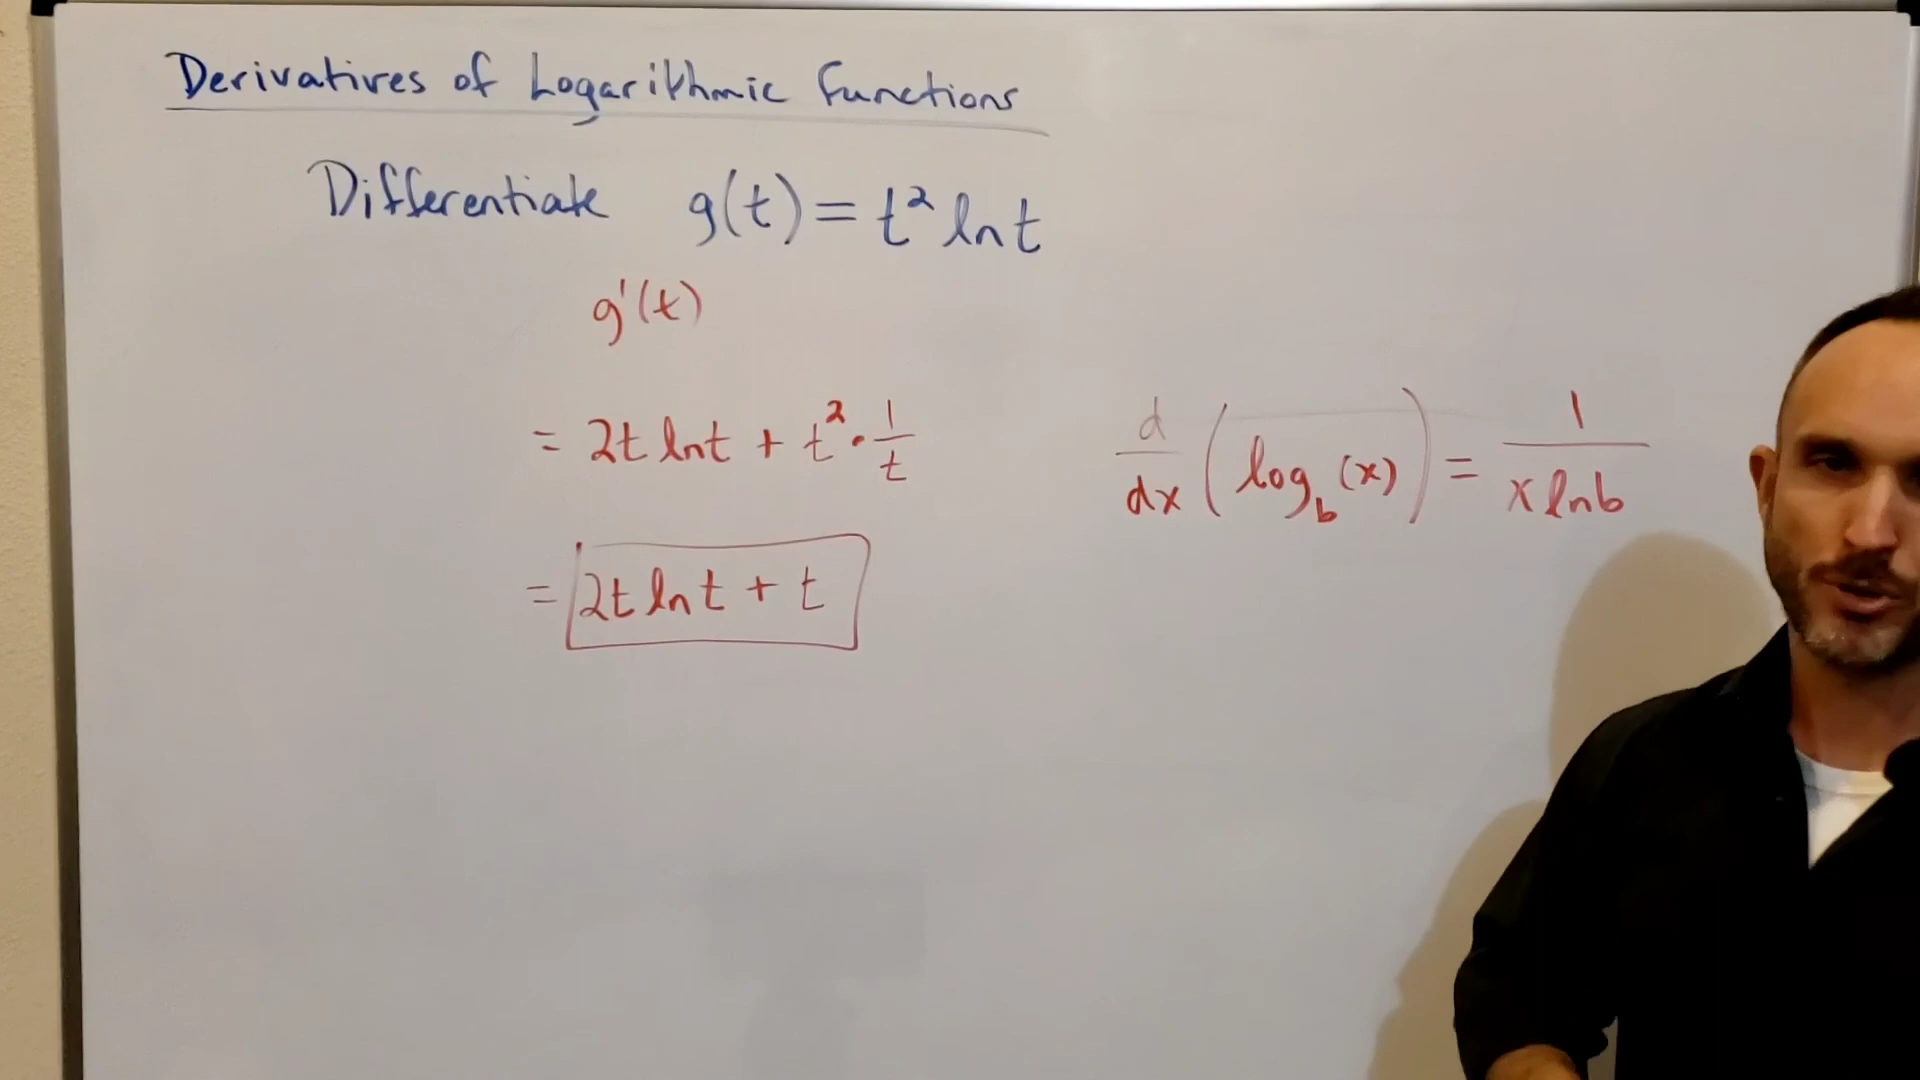 Derivatives of Logarithmic Functions
Differentiate g(t) = t² ln t
g'(t)
= 2t ln t + t² · 1/t
d/dx (log_b (x)) = 1/(x ln b)
= 2t ln t + t